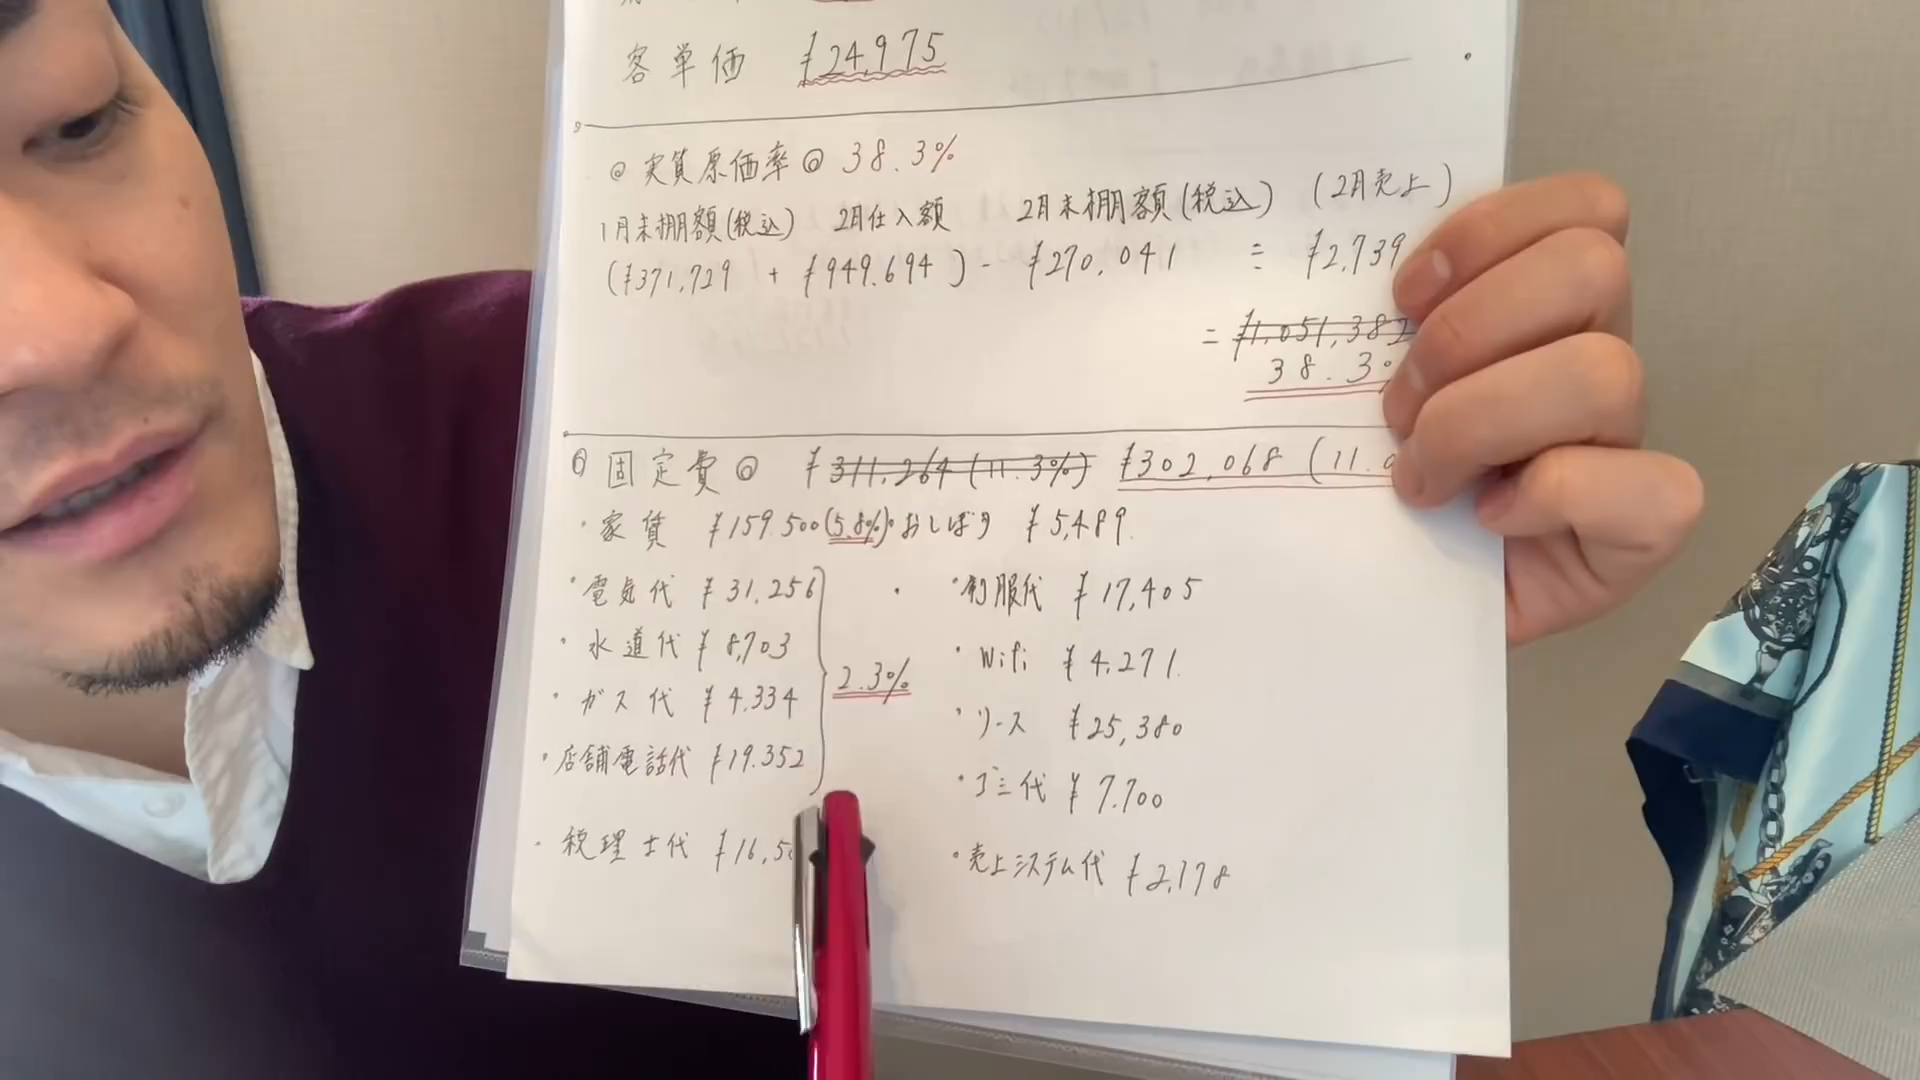 客単価 ¥24,975
◎ 実質原価率◎ 38.3%
1月末棚額(税込) 2月仕入額 2月末棚額(税込) (2月売上)
(¥371,729 + ¥949.694) - ¥270,041 ÷ ¥2,739
= ¥1,051,382
38.3%
◎ 固定費◎ ¥311,264(11.3%) ¥302,068 (11.0
・家賃 ¥159.500(5.8%)・おしぼり ¥5,489.
・電気代 ¥31,256 ・制服代 ¥17,405
・水道代 ¥8,703 ・Wifi ¥4,271.
・ガス代 ¥4,334 2.3% ・リース ¥25,380
・店舗電話代 ¥19.352 ・ゴミ代 ¥7,700
・税理士代 ¥16,5 ・売上システム代 ¥2,178